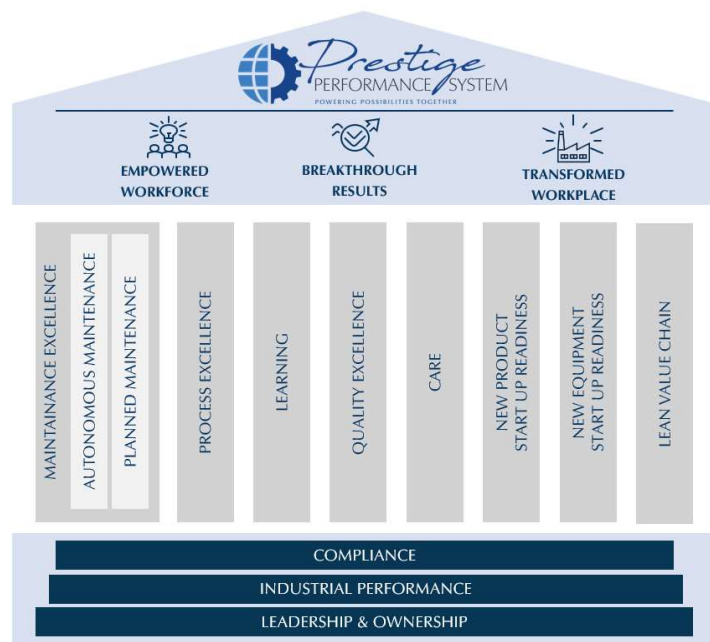 Prestige
PERFORMANCE SYSTEM
POWERING POSSIBILITIES TOGETHER
EMPOWERED
WORKFORCE
BREAKTHROUGH
RESULTS
TRANSFORMED
WORKPLACE
MAINTAINANCE EXCELLENCE
AUTONOMOUS MAINTENANCE
PLANNED MAINTENANCE
PROCESS EXCELLENCE
LEARNING
QUALITY EXCELLENCE
CARE
NEW PRODUCT
START UP READINESS
NEW EQUIPMENT
START UP READINESS
LEAN VALUE CHAIN
COMPLIANCE
INDUSTRIAL PERFORMANCE
LEADERSHIP & OWNERSHIP